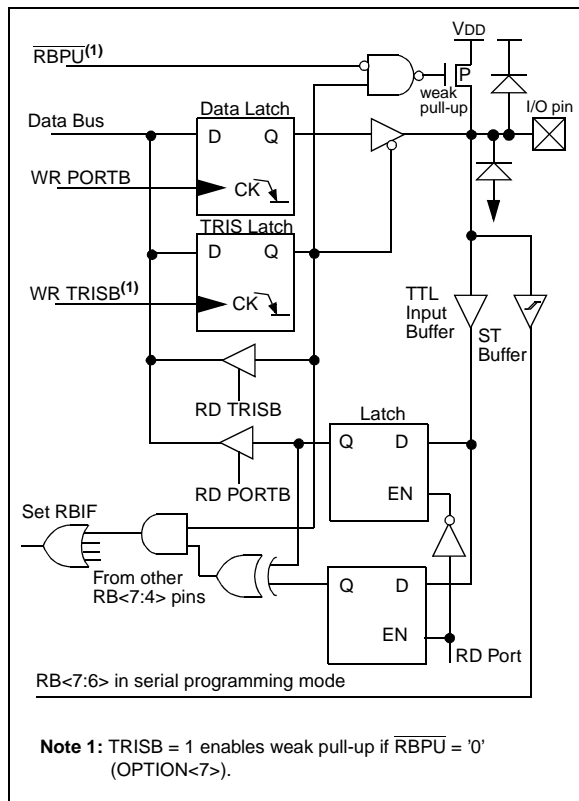 VDD
R̅B̅P̅U̅(1)
P
weak
pull-up
Data Latch
I/O pin
Data Bus
D Q
WR PORTB
CK
TRIS Latch
D Q
WR TRISB(1)
CK
TTL
Input
Buffer
ST
Buffer
RD TRISB
Latch
Q D
RD PORTB
EN
Set RBIF
From other
RB<7:4> pins
Q D
EN
RD Port
RB<7:6> in serial programming mode
Note 1: TRISB = 1 enables weak pull-up if R̅B̅P̅U̅ = '0'
(OPTION<7>).